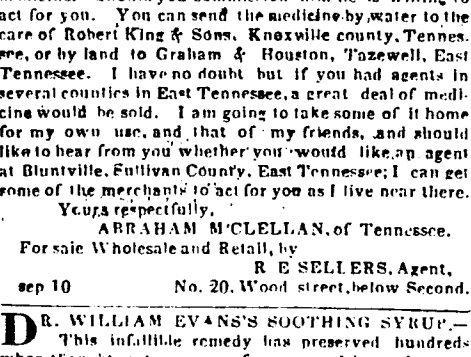 act for you. You can send the medicine by water to the
care of Robert King & Sons, Knoxville county, Tennes-
see, or by land to Graham & Houston, Tazewell, East
Tennessee. I have no doubt but if you had agents in
several counties in East Tennessee, a great deal of medi-
cine would be sold. I am going to take some of it home
for my own use, and that of my friends, and should
like to hear from you whether you would like an agent
at Bluntville, Sullivan County, East Tennessee; I can get
some of the merchants to act for you as I live near there.
Yours respectfully,
ABRAHAM M'CLELLAN, of Tennessee.
For sale Wholesale and Retail, by
R E SELLERS, Agent,
sep 10 No. 20, Wood street, below Second.
DR. WILLIAM EVANS'S SOOTHING SYRUP.—
This infallible remedy has preserved hundreds